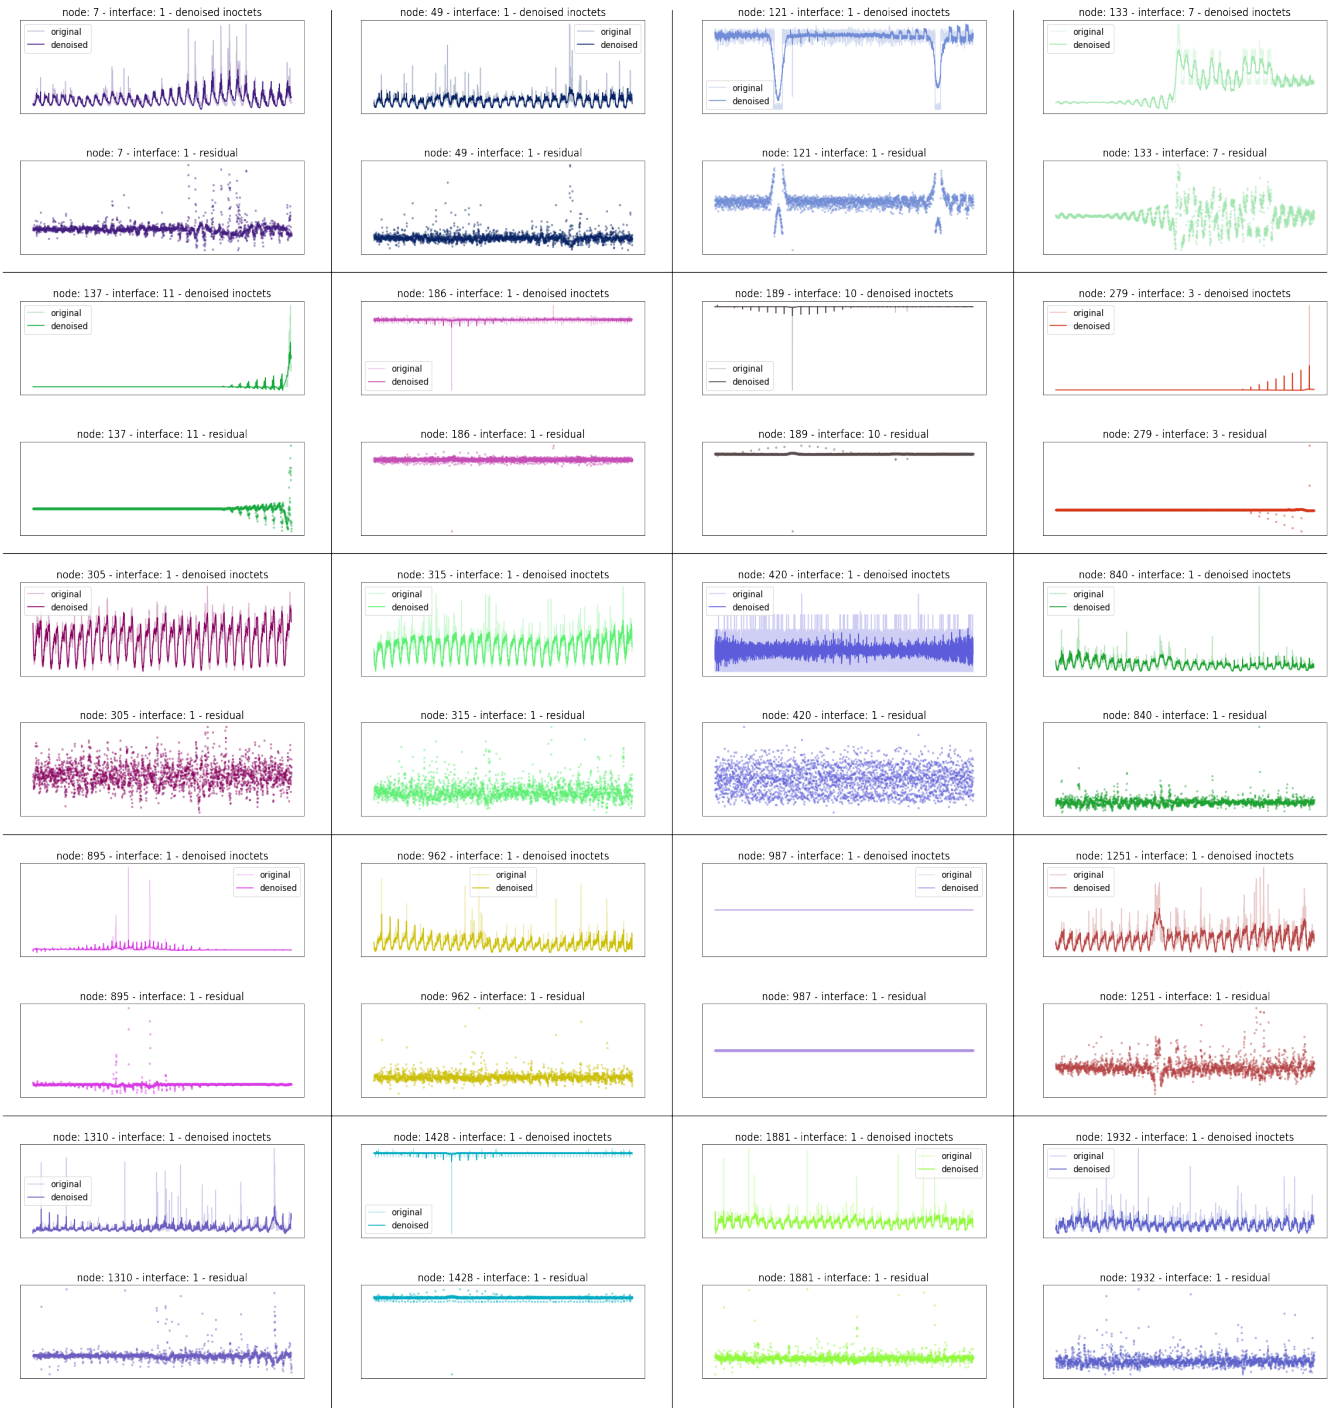 node: 7 - interface: 1 - denoised inoctets
original
denoised
node: 49 - interface: 1 - denoised inoctets
original
denoised
node: 121 - interface: 1 - denoised inoctets
original
denoised
node: 133 - interface: 7 - denoised inoctets
original
denoised
node: 7 - interface: 1 - residual
node: 49 - interface: 1 - residual
node: 121 - interface: 1 - residual
node: 133 - interface: 7 - residual
node: 137 - interface: 11 - denoised inoctets
original
denoised
node: 186 - interface: 1 - denoised inoctets
original
denoised
node: 189 - interface: 10 - denoised inoctets
original
denoised
node: 279 - interface: 3 - denoised inoctets
original
denoised
node: 137 - interface: 11 - residual
node: 186 - interface: 1 - residual
node: 189 - interface: 10 - residual
node: 279 - interface: 3 - residual
node: 305 - interface: 1 - denoised inoctets
original
denoised
node: 315 - interface: 1 - denoised inoctets
original
denoised
node: 420 - interface: 1 - denoised inoctets
original
denoised
node: 840 - interface: 1 - denoised inoctets
original
denoised
node: 305 - interface: 1 - residual
node: 315 - interface: 1 - residual
node: 420 - interface: 1 - residual
node: 840 - interface: 1 - residual
node: 895 - interface: 1 - denoised inoctets
original
denoised
node: 962 - interface: 1 - denoised inoctets
original
denoised
node: 987 - interface: 1 - denoised inoctets
original
denoised
node: 1251 - interface: 1 - denoised inoctets
original
denoised
node: 895 - interface: 1 - residual
node: 962 - interface: 1 - residual
node: 987 - interface: 1 - residual
node: 1251 - interface: 1 - residual
node: 1310 - interface: 1 - denoised inoctets
original
denoised
node: 1428 - interface: 1 - denoised inoctets
original
denoised
node: 1881 - interface: 1 - denoised inoctets
original
denoised
node: 1932 - interface: 1 - denoised inoctets
original
denoised
node: 1310 - interface: 1 - residual
node: 1428 - interface: 1 - residual
node: 1881 - interface: 1 - residual
node: 1932 - interface: 1 - residual